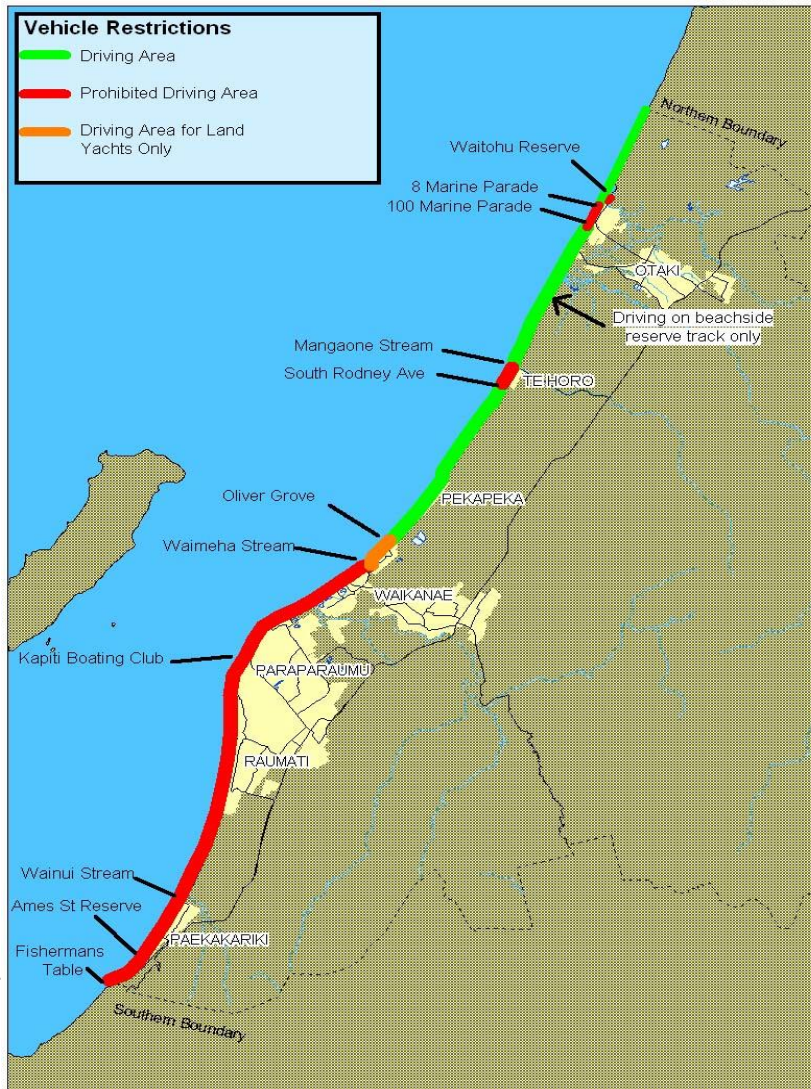 Vehicle Restrictions
Driving Area
Prohibited Driving Area
Driving Area for Land
Yachts Only
Northern Boundary
Waitohu Reserve
8 Marine Parade
100 Marine Parade
OTAKI
Driving on beachside
reserve track only
Mangaone Stream
South Rodney Ave
TE HORO
PEKAPEKA
Oliver Grove
Waimeha Stream
WAIKANAE
Kapiti Boating Club
PARAPARAUMU
RAUMATI
Wainui Stream
Ames St Reserve
PAEKAKARIKI
Fishermans
Table
Southern Boundary